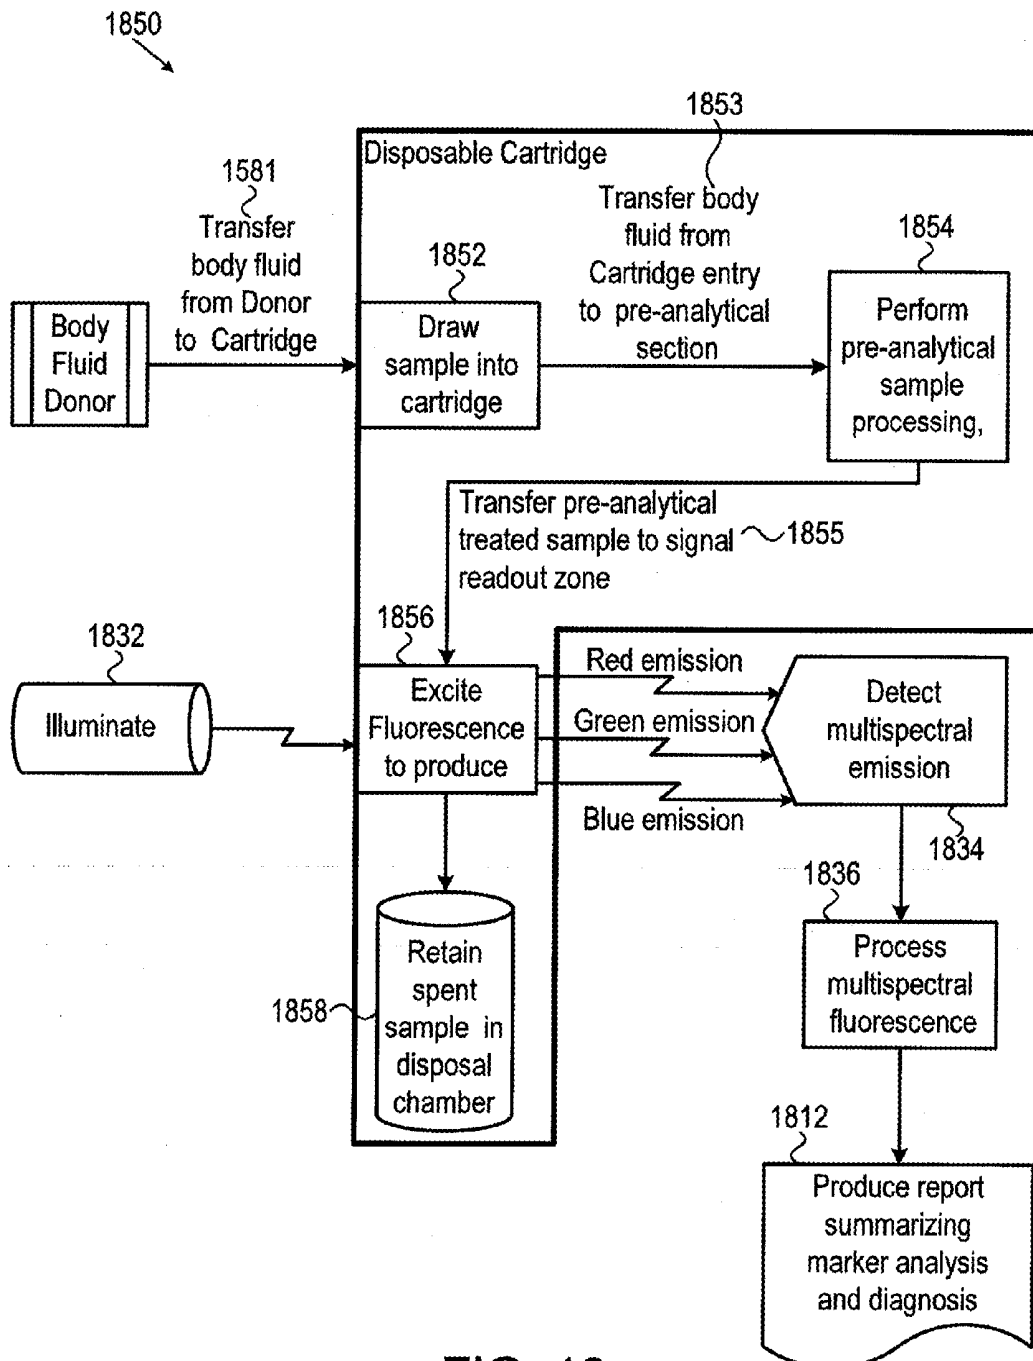 1850
1853
Disposable Cartridge
1581
Transfer
body fluid
from Donor
to Cartridge
Transfer body
fluid from
Cartridge entry
to pre-analytical
section
1852
1854
Body
Fluid
Donor
Draw
sample into
cartridge
Perform
pre-analytical
sample
processing,
Transfer pre-analytical
treated sample to signal
readout zone
1855
1832
1856
Illuminate
Excite
Fluorescence
to produce
Red emission
Green emission
Blue emission
Detect
multispectral
emission
1834
1836
Retain
spent
sample in
disposal
chamber
1858
Process
multispectral
fluorescence
1812
Produce report
summarizing
marker analysis
and diagnosis